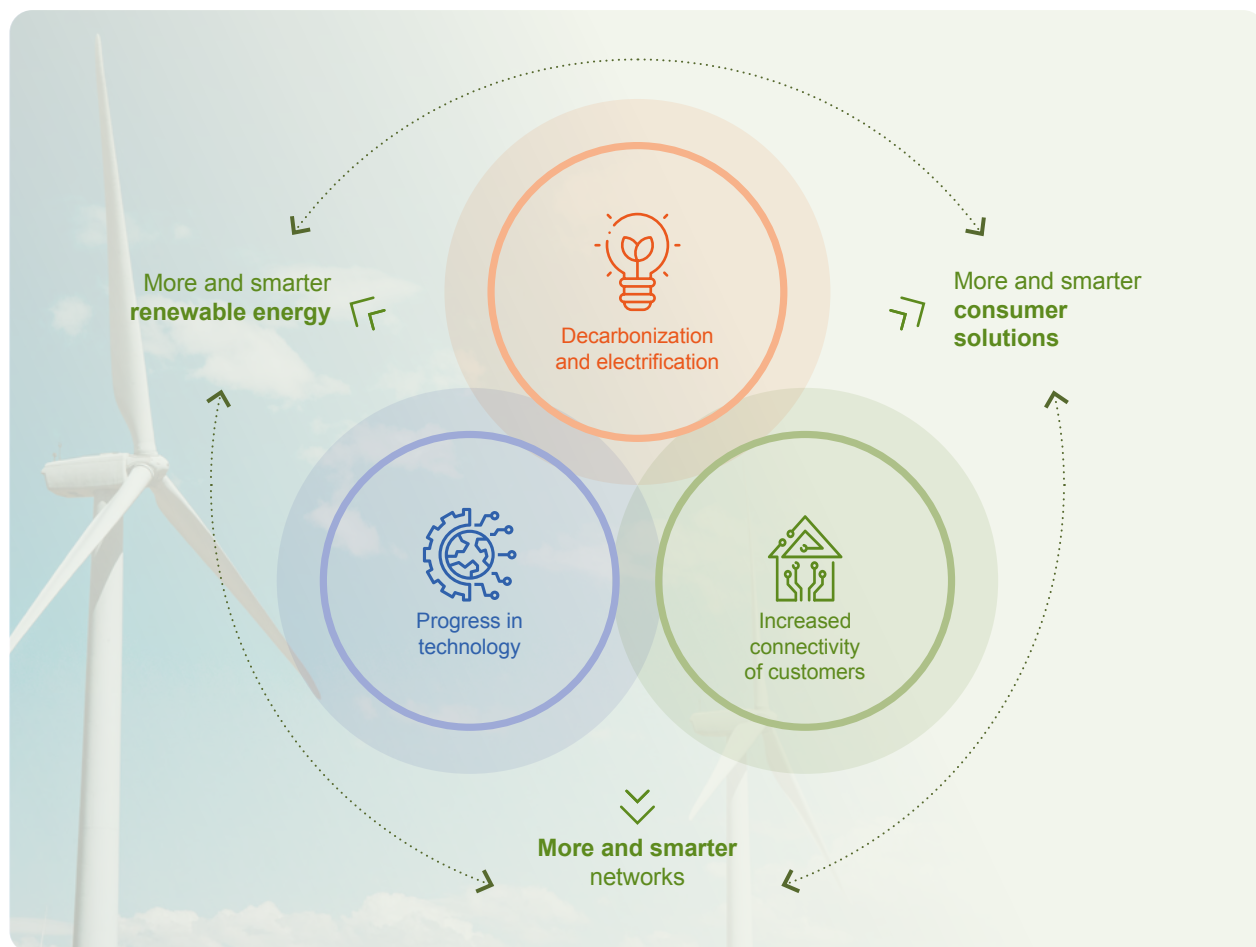 More and smarter
renewable energy
More and smarter
consumer
solutions
Decarbonization
and electrification
Progress in
technology
Increased
connectivity
of customers
More and smarter
networks